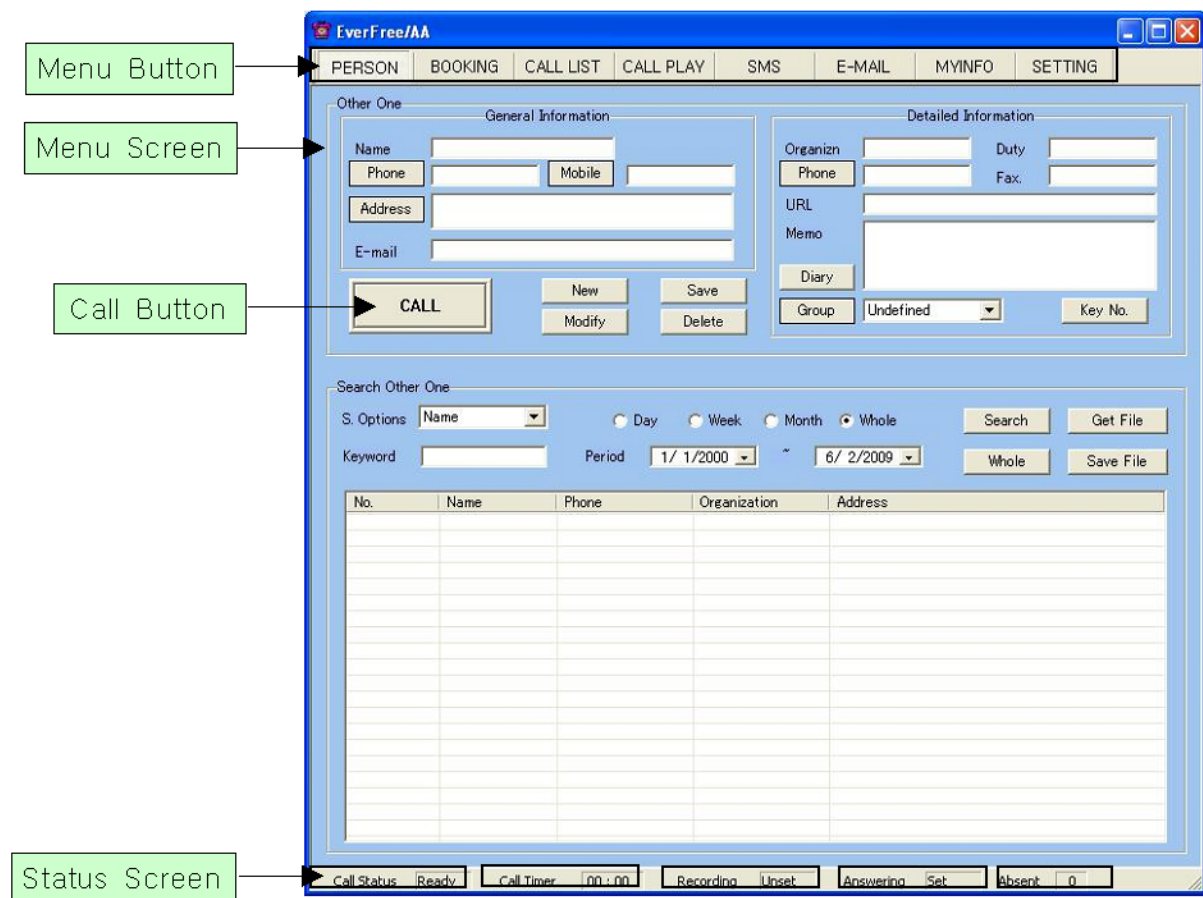 EverFree/AA
Menu Button
PERSON BOOKING CALL LIST CALL PLAY SMS E-MAIL MYINFO SETTING
Menu Screen
Other One
General Information
Name
Phone Mobile
Address
E-mail
Detailed Information
Organizn Duty
Phone Fax.
URL
Memo
Diary
Group Undefined Key No.
Call Button
CALL
New Save
Modify Delete
Search Other One
S. Options Name Day Week Month Whole Search Get File
Keyword Period 1/ 1/2000 ~ 6/ 2/2009 Whole Save File
No. Name Phone Organization Address
Status Screen
Call Status Ready Call Timer 00 : 00 Recording Unset Answering Set Absent 0